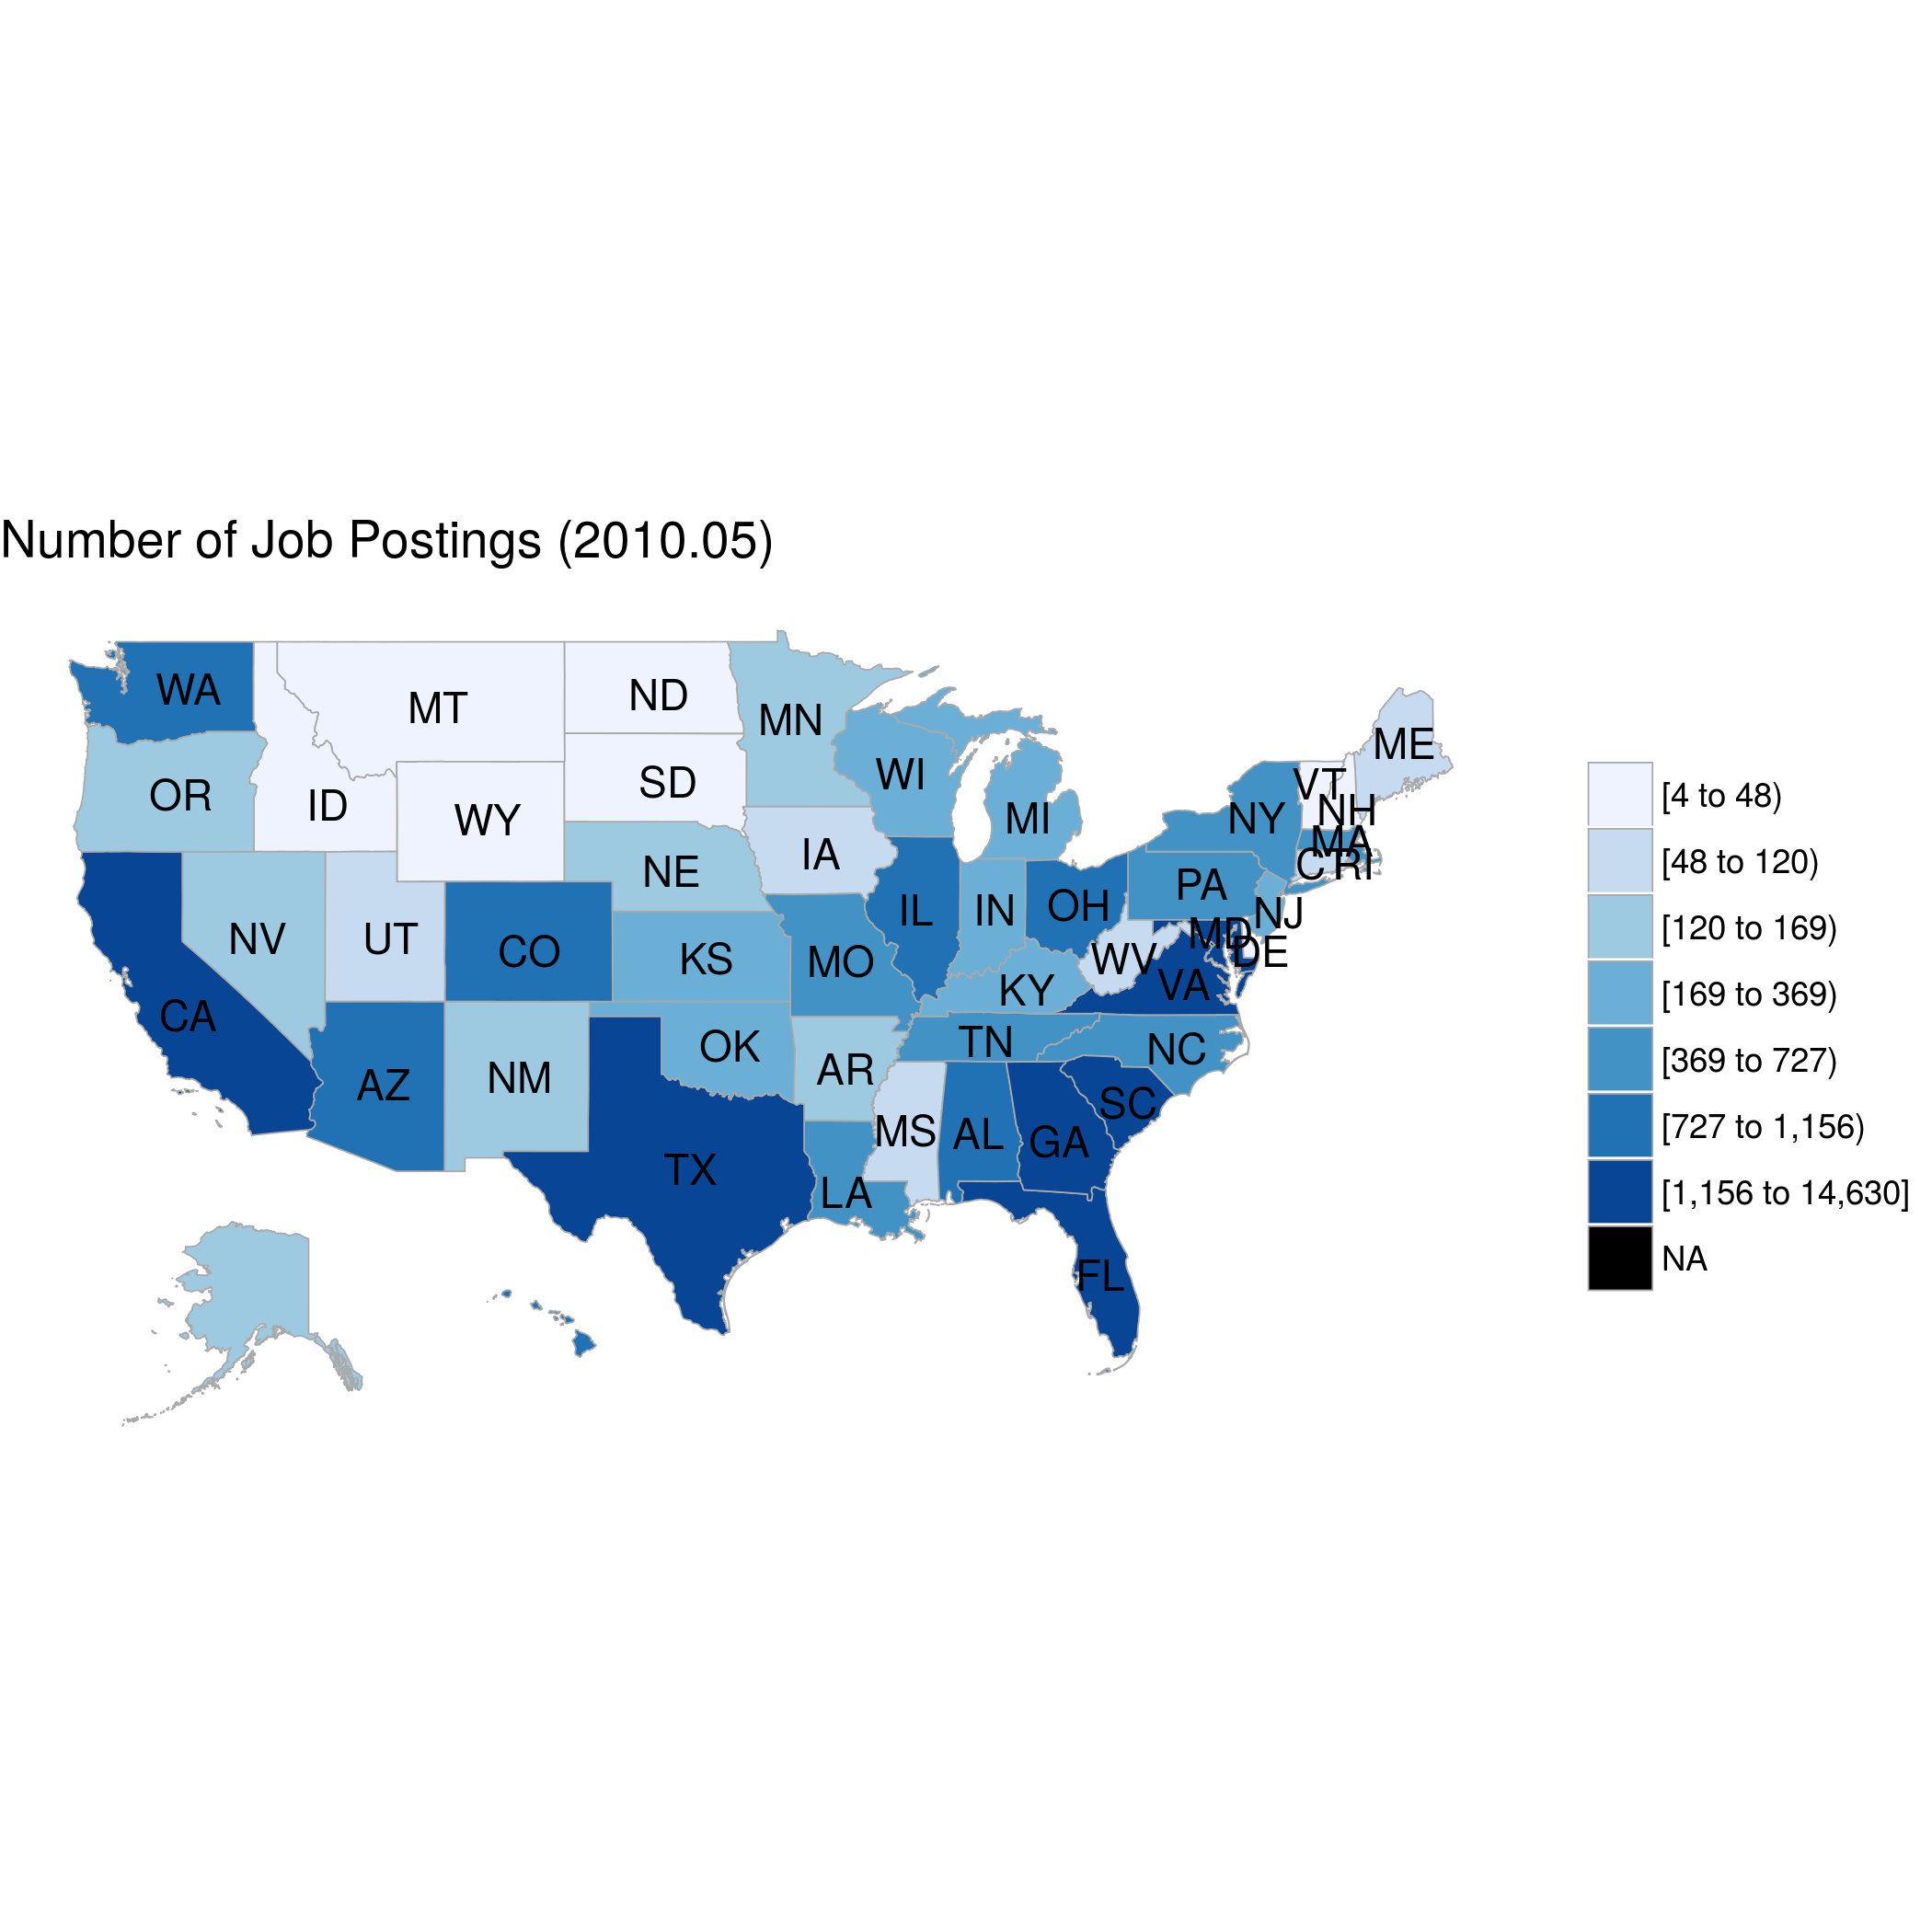 Number of Job Postings (2010.05)
WA
MT
ND
MN
ME
OR
ID
WY
SD
WI
MI
NY
VT
NH
MA
CT
RI
IA
NE
PA
NJ
IL
IN
OH
MD
DE
NV
UT
CO
KS
MO
WV
VA
KY
CA
OK
TN
NC
AZ
NM
AR
SC
MS
AL
GA
TX
LA
FL
[4 to 48)
[48 to 120)
[120 to 169)
[169 to 369)
[369 to 727)
[727 to 1,156)
[1,156 to 14,630]
NA